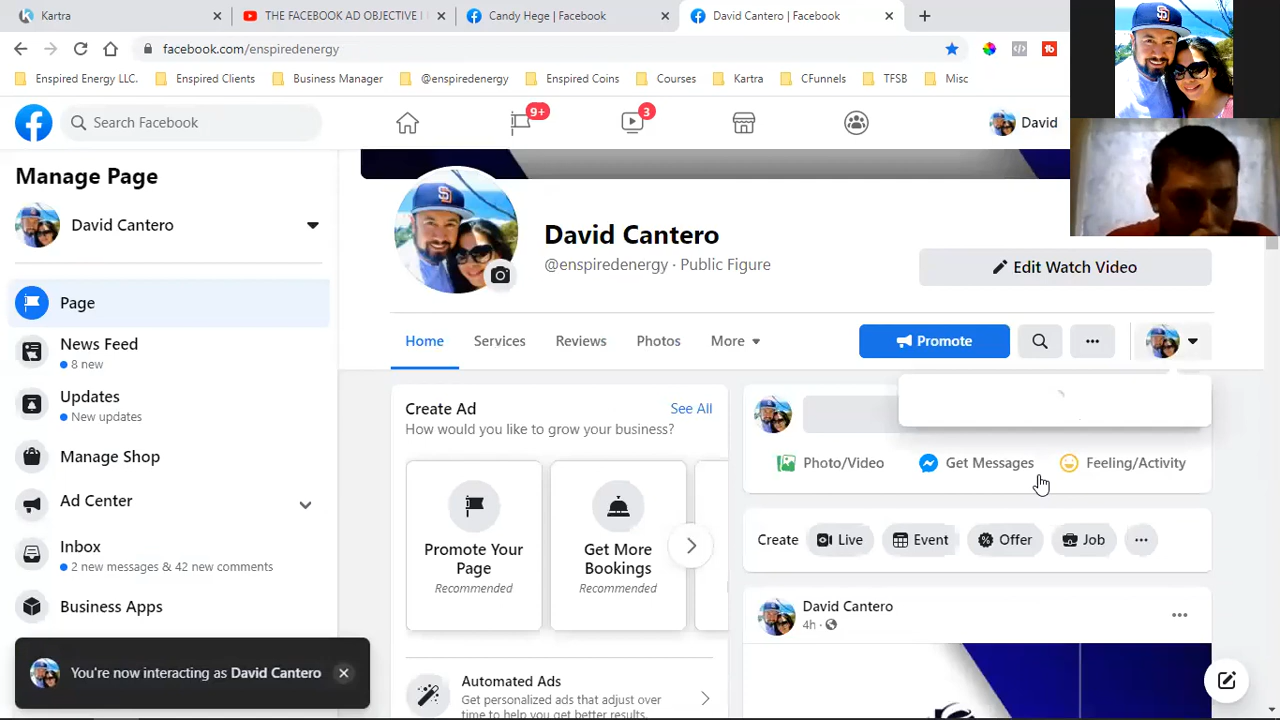 Kartra
THE FACEBOOK AD OBJECTIVE I
Candy Hege | Facebook
David Cantero | Facebook
facebook.com/enspiredenergy
Enspired Energy LLC.
Enspired Clients
Business Manager
@enspiredenergy
Enspired Coins
Courses
Kartra
CFunnels
TFSB
Misc
Search Facebook
9+
3
David
Manage Page
David Cantero
Page
News Feed
8 new
Updates
New updates
Manage Shop
Ad Center
Inbox
2 new messages & 42 new comments
Business Apps
You're now interacting as David Cantero
David Cantero
@enspiredenergy · Public Figure
Edit Watch Video
Home
Services
Reviews
Photos
More
Promote
Create Ad
See All
How would you like to grow your business?
Promote Your
Page
Recommended
Get More
Bookings
Recommended
Automated Ads
Get personalized ads that adjust over
time to help you get better results.
Photo/Video
Get Messages
Feeling/Activity
Create
Live
Event
Offer
Job
David Cantero
4h ·